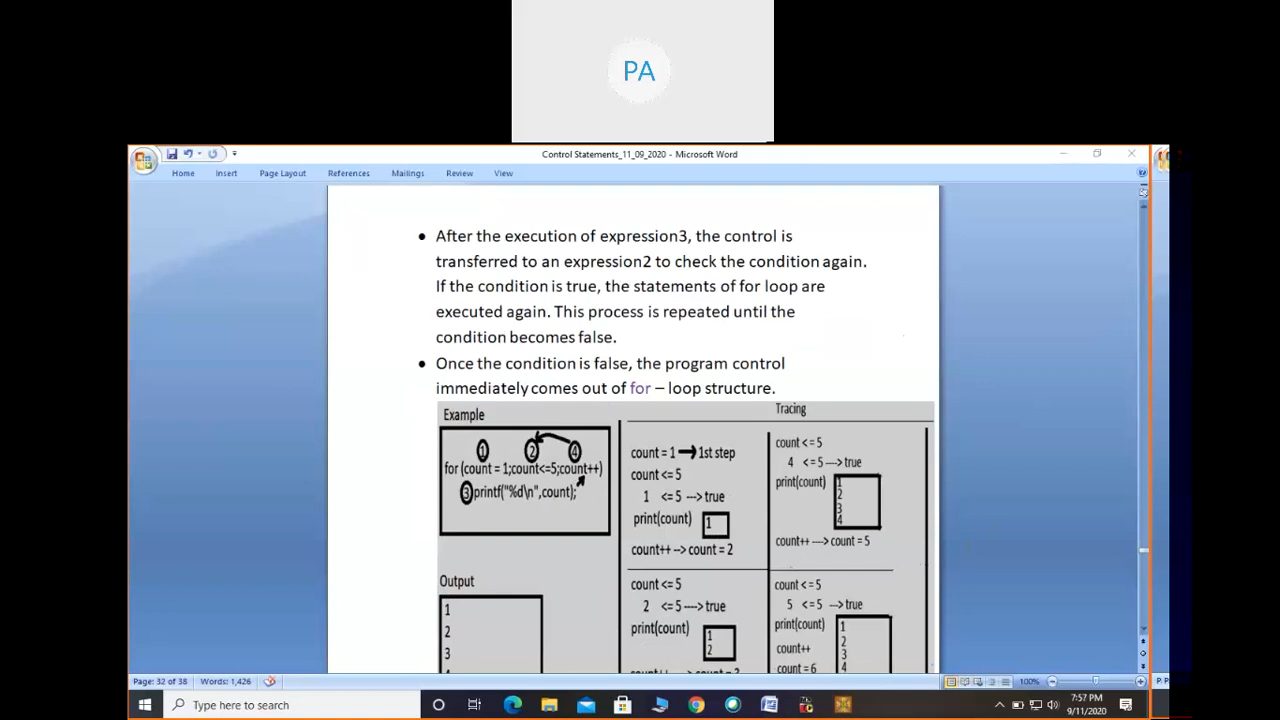 PA
Control Statements_11_09_2020 - Microsoft Word
Home Insert Page Layout References Mailings Review View
• After the execution of expression3, the control is
transferred to an expression2 to check the condition again.
If the condition is true, the statements of for loop are
executed again. This process is repeated until the
condition becomes false.
• Once the condition is false, the program control
immediately comes out of for – loop structure.
Example
1 2 4
for (count = 1;count<=5;count++)
3 printf("%d\n",count);
Output
1
2
3
Tracing
count = 1 → 1st step
count <= 5
1 <= 5 ---> true
print(count) 1
count++ --> count = 2
count <= 5
2 <= 5 ----> true
print(count) 1
2
count <= 5
4 <= 5 ---> true
print(count) 1
2
3
4
count++ ---> count = 5
count <= 5
5 <= 5 --> true
print(count) 1
2
count++ 3
count = 6 4
Page: 32 of 38 Words: 1,426 100%
Type here to search
7:57 PM
9/11/2020